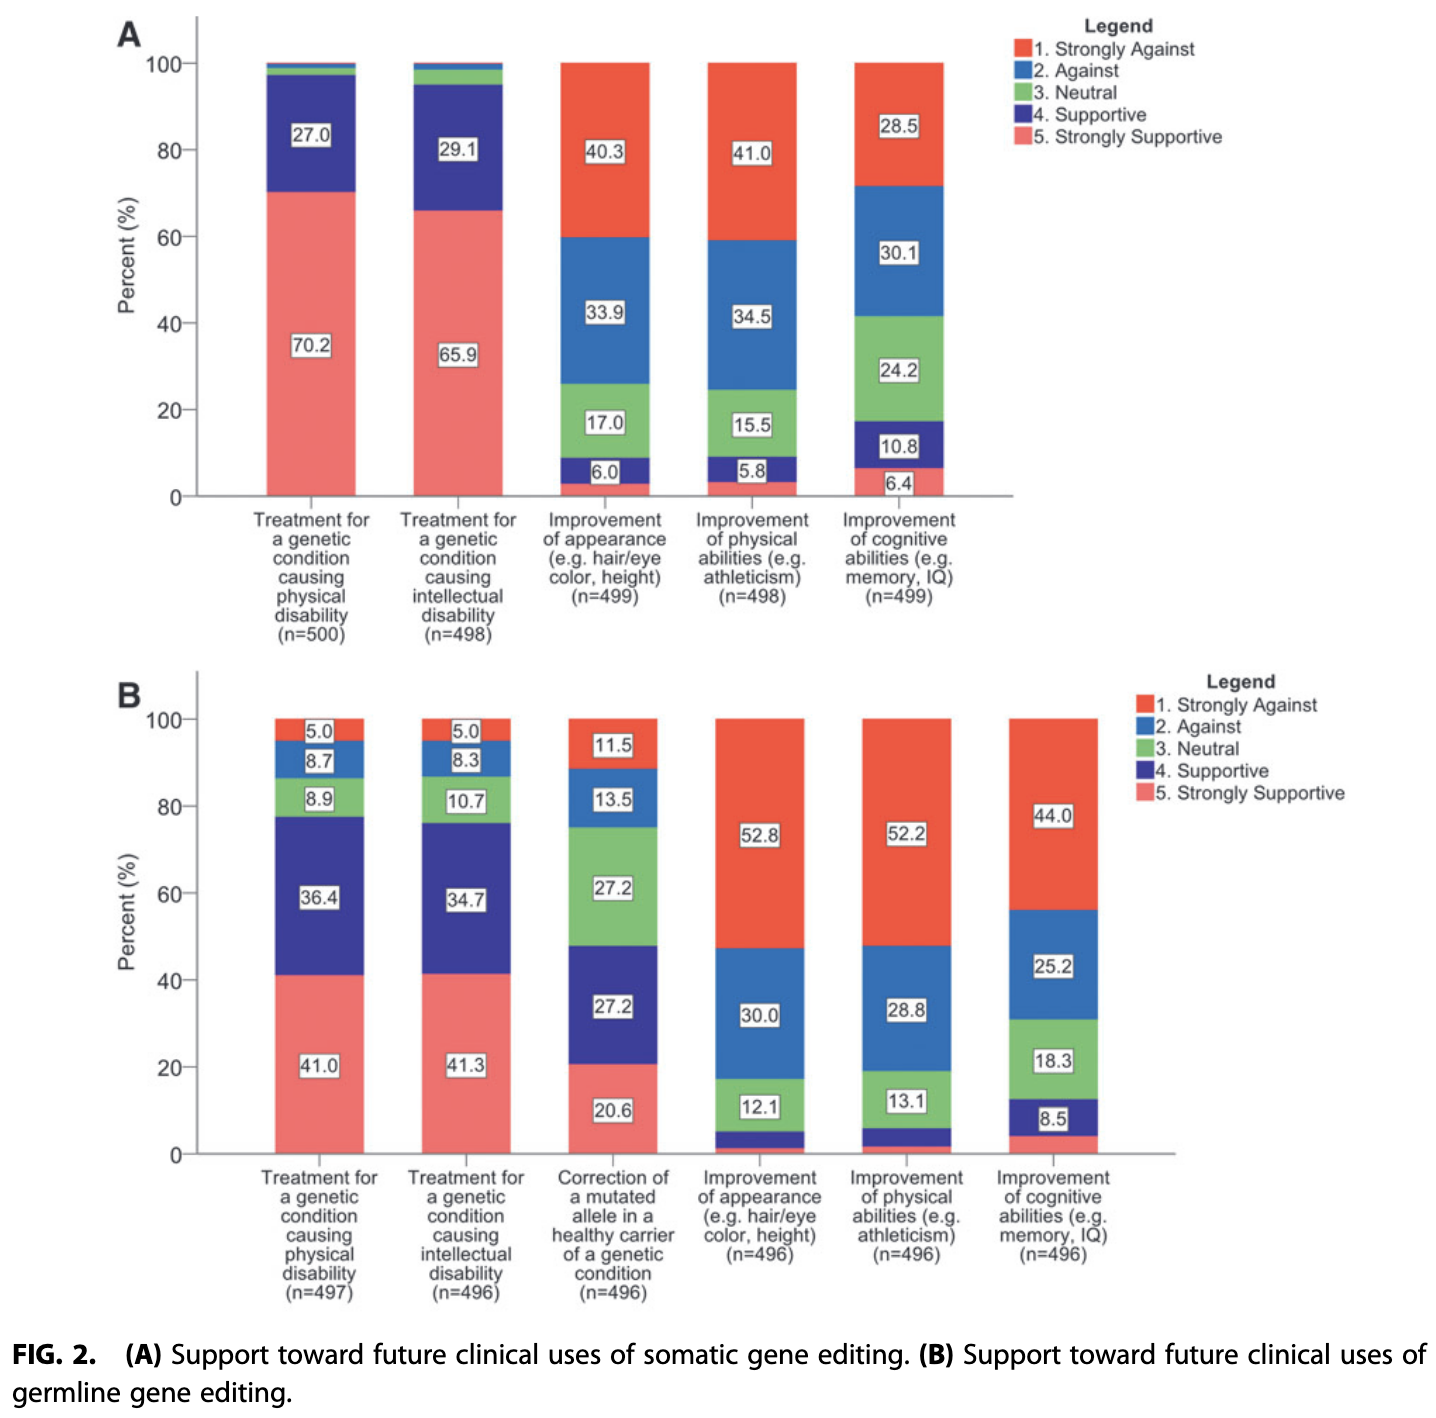 A
Legend
1. Strongly Against
2. Against
3. Neutral
4. Supportive
5. Strongly Supportive
Percent (%)
100
80
60
40
20
0
27.0
70.2
29.1
65.9
40.3
33.9
17.0
6.0
41.0
34.5
15.5
5.8
28.5
30.1
24.2
10.8
6.4
Treatment for
a genetic
condition
causing
physical
disability
(n=500)
Treatment for
a genetic
condition
causing
intellectual
disability
(n=498)
Improvement
of appearance
(e.g. hair/eye
color, height)
(n=499)
Improvement
of physical
abilities (e.g.
athleticism)
(n=498)
Improvement
of cognitive
abilities (e.g.
memory, IQ)
(n=499)
B
Legend
1. Strongly Against
2. Against
3. Neutral
4. Supportive
5. Strongly Supportive
Percent (%)
100
80
60
40
20
0
5.0
8.7
8.9
36.4
41.0
5.0
8.3
10.7
34.7
41.3
11.5
13.5
27.2
27.2
20.6
52.8
30.0
12.1
52.2
28.8
13.1
44.0
25.2
18.3
8.5
Treatment for
a genetic
condition
causing
physical
disability
(n=497)
Treatment for
a genetic
condition
causing
intellectual
disability
(n=496)
Correction of
a mutated
allele in a
healthy carrier
of a genetic
condition
(n=496)
Improvement
of appearance
(e.g. hair/eye
color, height)
(n=496)
Improvement
of physical
abilities (e.g.
athleticism)
(n=496)
Improvement
of cognitive
abilities (e.g.
memory, IQ)
(n=496)
FIG. 2. (A) Support toward future clinical uses of somatic gene editing. (B) Support toward future clinical uses of
germline gene editing.